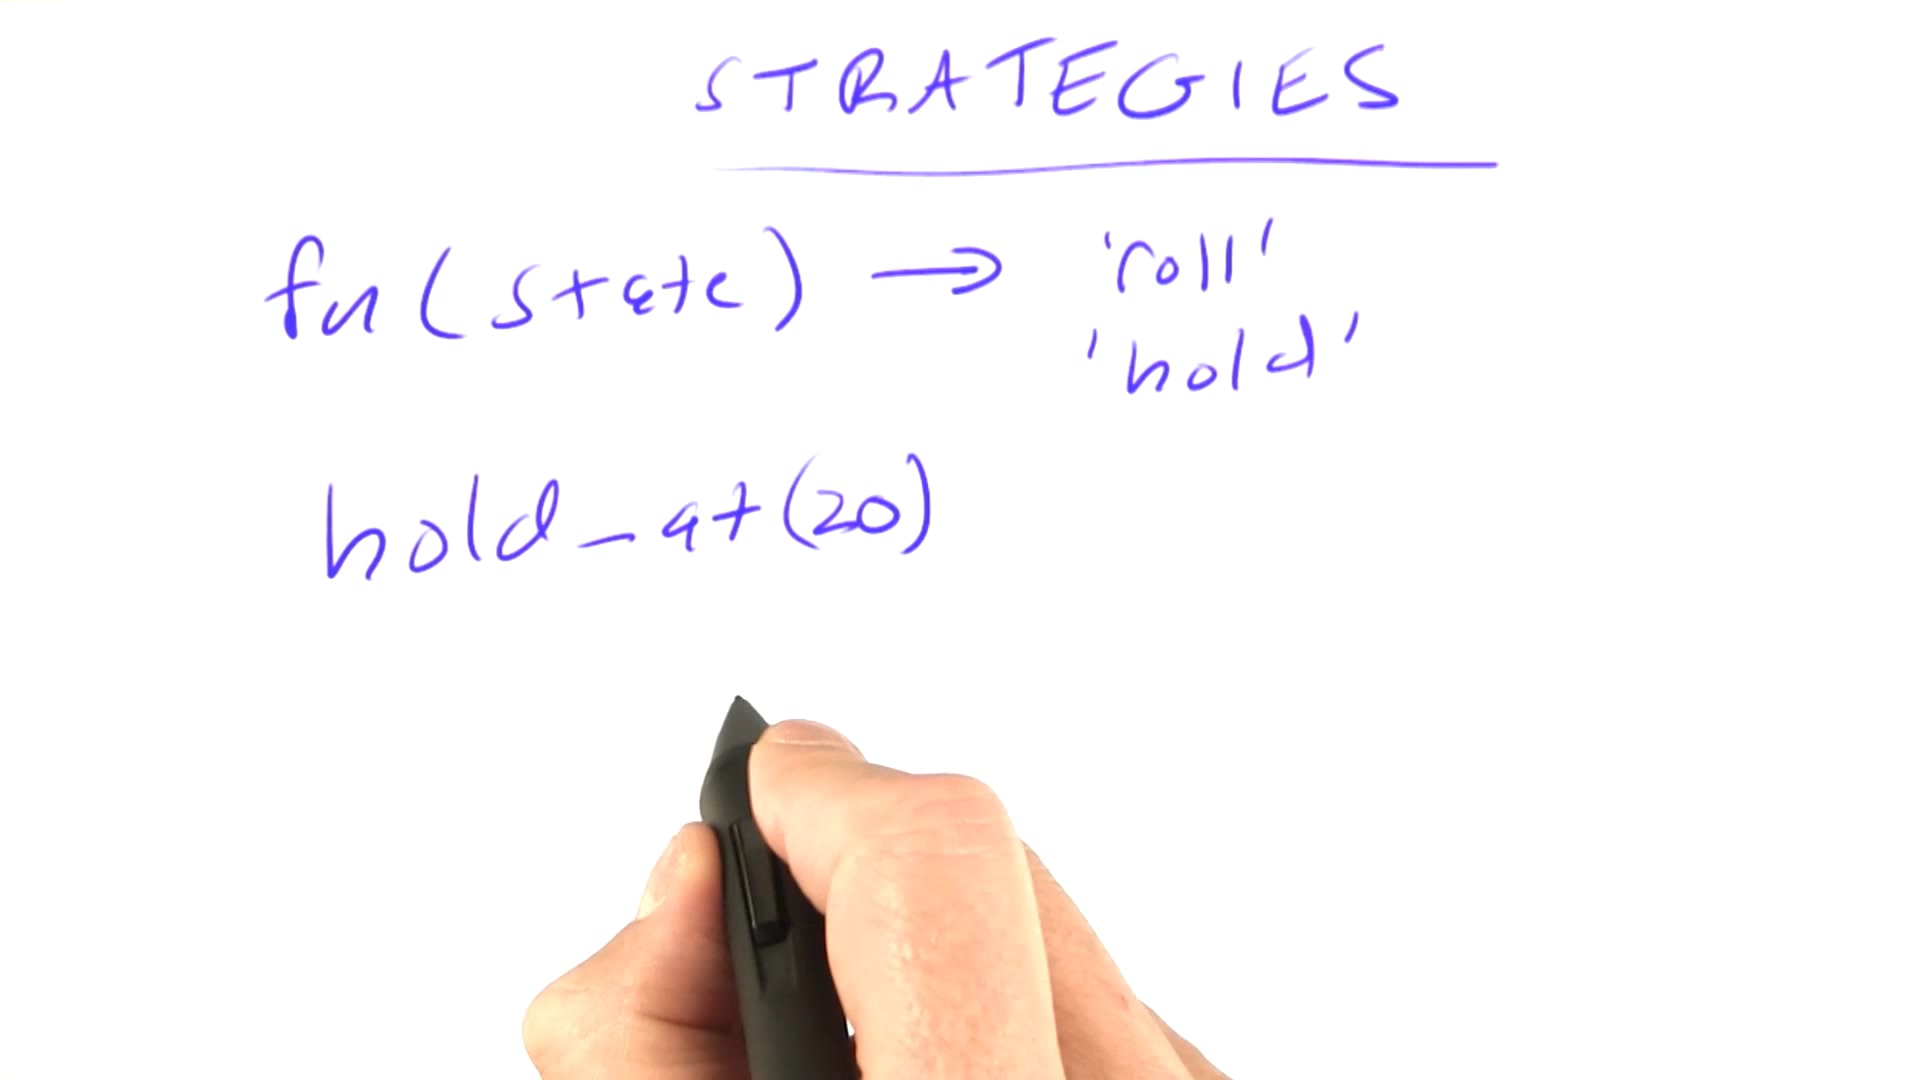 STRATEGIES
fn(state) → 'roll'
'hold'
hold_at(20)